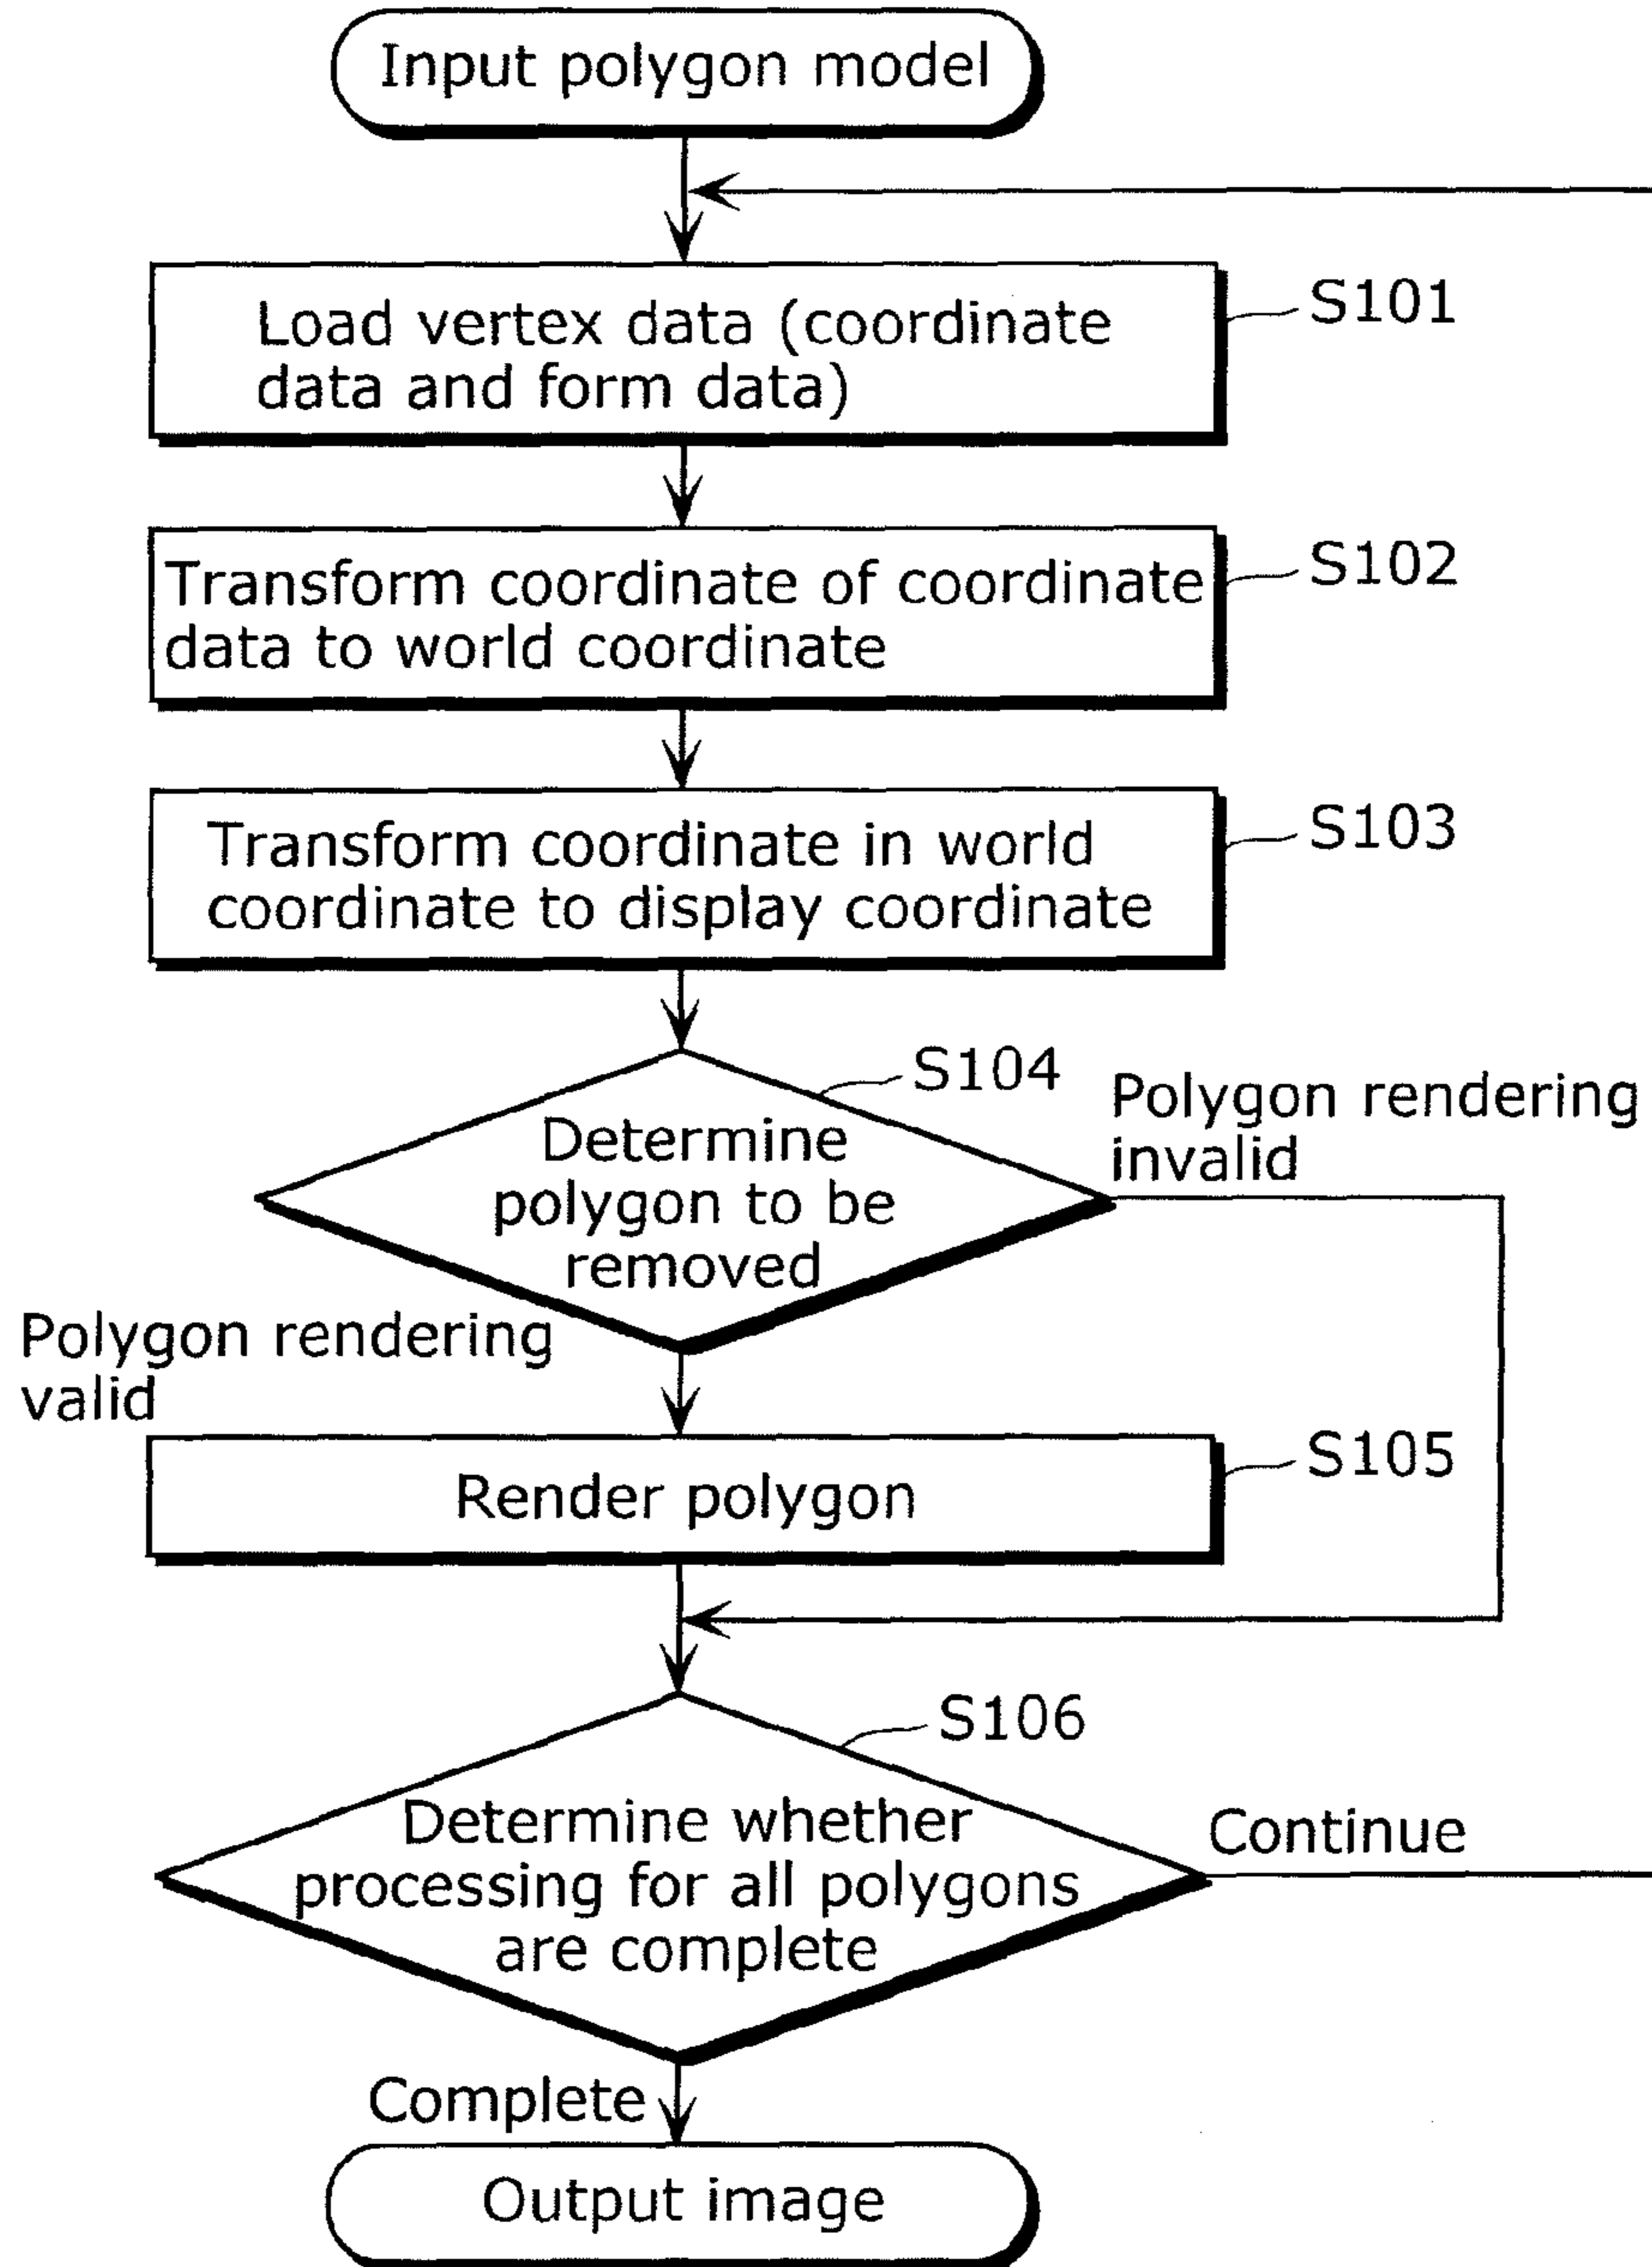 Input polygon model
Load vertex data (coordinate
data and form data)
S101
Transform coordinate of coordinate
data to world coordinate
S102
Transform coordinate in world
coordinate to display coordinate
S103
S104
Determine
polygon to be
removed
Polygon rendering
invalid
Polygon rendering
valid
Render polygon
S105
S106
Determine whether
processing for all polygons
are complete
Continue
Complete
Output image